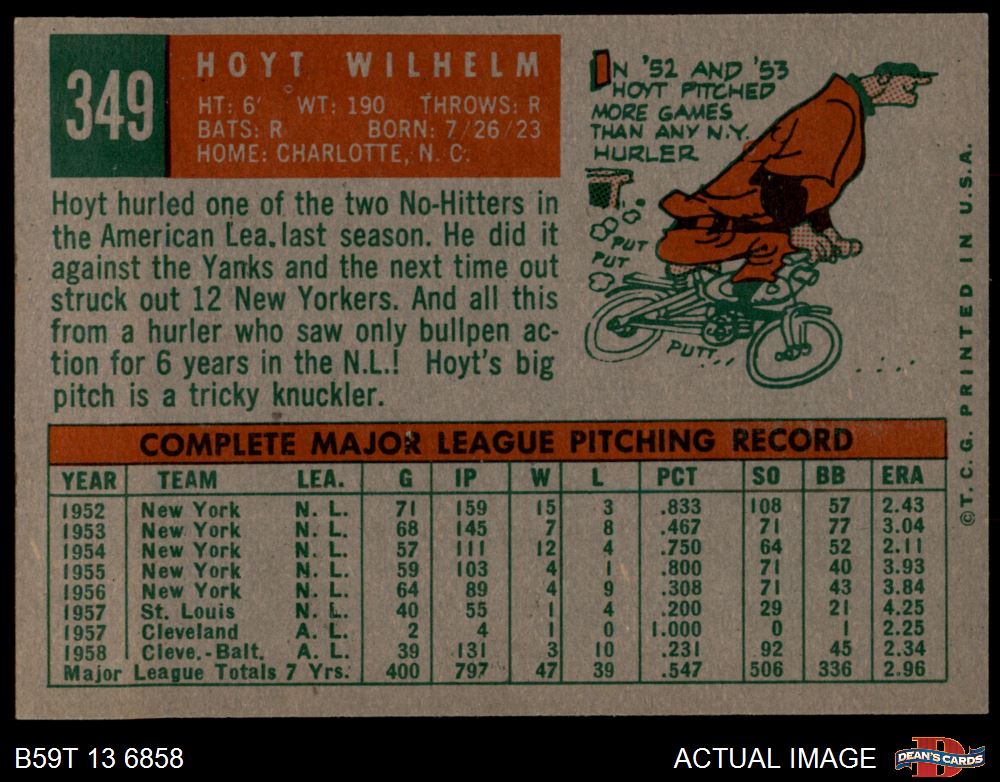 349
HOYT WILHELM
HT: 6' WT: 190 THROWS: R
BATS: R BORN: 7/26/23
HOME: CHARLOTTE, N. C.
IN '52 AND '53
HOYT PITCHED
MORE GAMES
THAN ANY N.Y.
HURLER
PUT
PUT
PUTT,,,
Hoyt hurled one of the two No-Hitters in
the American Lea. last season. He did it
against the Yanks and the next time out
struck out 12 New Yorkers. And all this
from a hurler who saw only bullpen ac-
tion for 6 years in the N.L.! Hoyt's big
pitch is a tricky knuckler.
COMPLETE MAJOR LEAGUE PITCHING RECORD
YEAR TEAM LEA. G IP W L PCT SO BB ERA
1952 New York N. L. 71 159 15 3 .833 108 57 2.43
1953 New York N. L. 68 145 7 8 .467 71 77 3.04
1954 New York N. L. 57 111 12 4 .750 64 52 2.11
1955 New York N. L. 59 103 4 1 .800 71 40 3.93
1956 New York N. L. 64 89 4 9 .308 71 43 3.84
1957 St. Louis N. L. 40 55 1 4 .200 29 21 4.25
1957 Cleveland A. L. 2 4 1 0 1.000 0 1 2.25
1958 Cleve.-Balt. A. L. 39 131 3 10 .231 92 45 2.34
Major League Totals 7 Yrs. 400 797 47 39 .547 506 336 2.96
© T. C. G. PRINTED IN U.S.A.
B59T 13 6858
ACTUAL IMAGE
D
DEAN'S CARDS